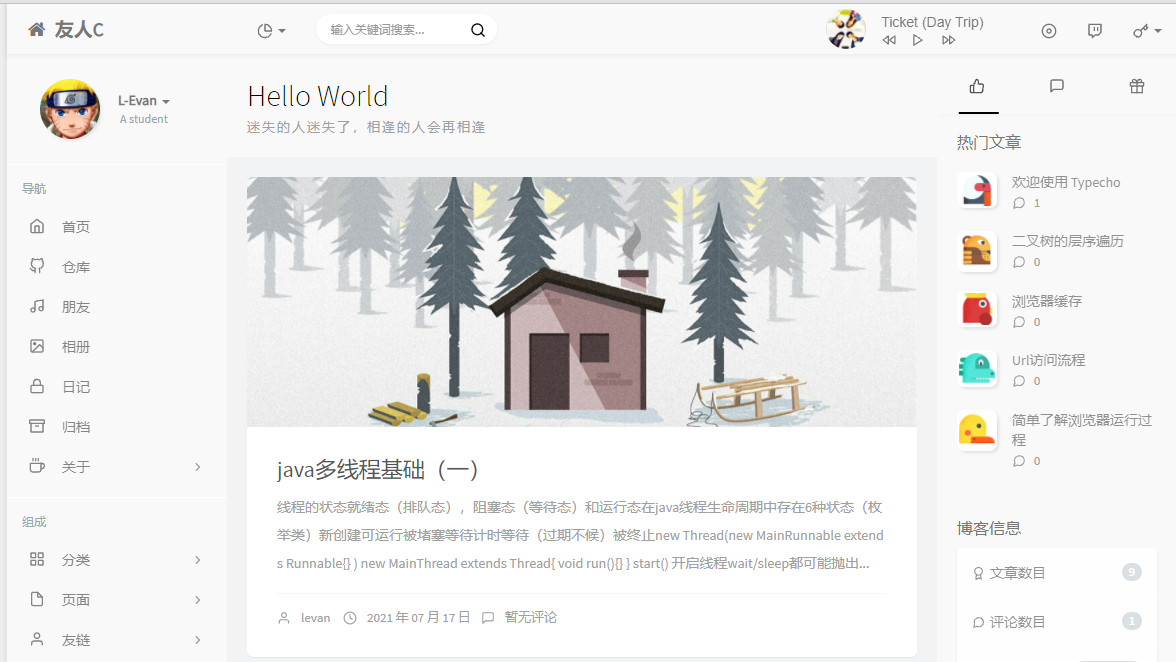 友人C
输入关键词搜索...
Ticket (Day Trip)
L-Evan
A student
导航
首页
仓库
朋友
相册
日记
归档
关于
组成
分类
页面
友链
Hello World
迷失的人迷失了，相逢的人会再相逢
java多线程基础（一）
线程的状态就绪态（排队态），阻塞态（等待态）和运行态在java线程生命周期中存在6种状态（枚
举类）新创建可运行被堵塞等待计时等待（过期不候）被终止new Thread(new MainRunnable extend
s Runnable{} ) new MainThread extends Thread{ void run(){} } start() 开启线程wait/sleep都可能抛出...
levan 2021 年 07 月 17 日 暂无评论
热门文章
欢迎使用 Typecho
1
二叉树的层序遍历
0
浏览器缓存
0
Url访问流程
0
简单了解浏览器运行过
程
0
博客信息
文章数目 9
评论数目 1